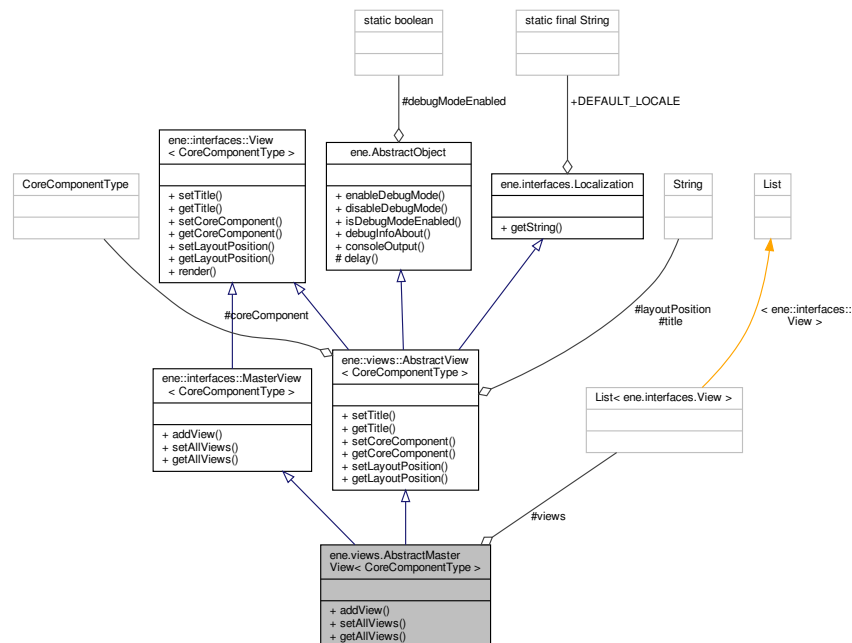 static boolean
static final String
#debugModeEnabled
+DEFAULT_LOCALE
ene::interfaces::View
< CoreComponentType >
+ setTitle()
+ getTitle()
+ setCoreComponent()
+ getCoreComponent()
+ setLayoutPosition()
+ getLayoutPosition()
+ render()
ene.AbstractObject
+ enableDebugMode()
+ disableDebugMode()
+ isDebugModeEnabled()
+ debugInfoAbout()
+ consoleOutput()
# delay()
CoreComponentType
ene.interfaces.Localization
+ getString()
String
List
#coreComponent
#layoutPosition
#title
< ene::interfaces::
View >
ene::interfaces::MasterView
< CoreComponentType >
+ addView()
+ setAllViews()
+ getAllViews()
ene::views::AbstractView
< CoreComponentType >
+ setTitle()
+ getTitle()
+ setCoreComponent()
+ getCoreComponent()
+ setLayoutPosition()
+ getLayoutPosition()
List< ene.interfaces.View >
#views
ene.views.AbstractMaster
View< CoreComponentType >
+ addView()
+ setAllViews()
+ getAllViews()